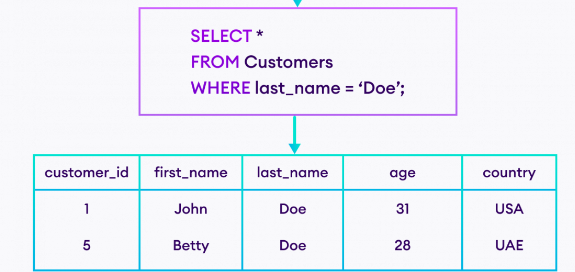 SELECT *
FROM Customers
WHERE last_name = ‘Doe’;
customer_id first_name last_name age country
1 John Doe 31 USA
5 Betty Doe 28 UAE